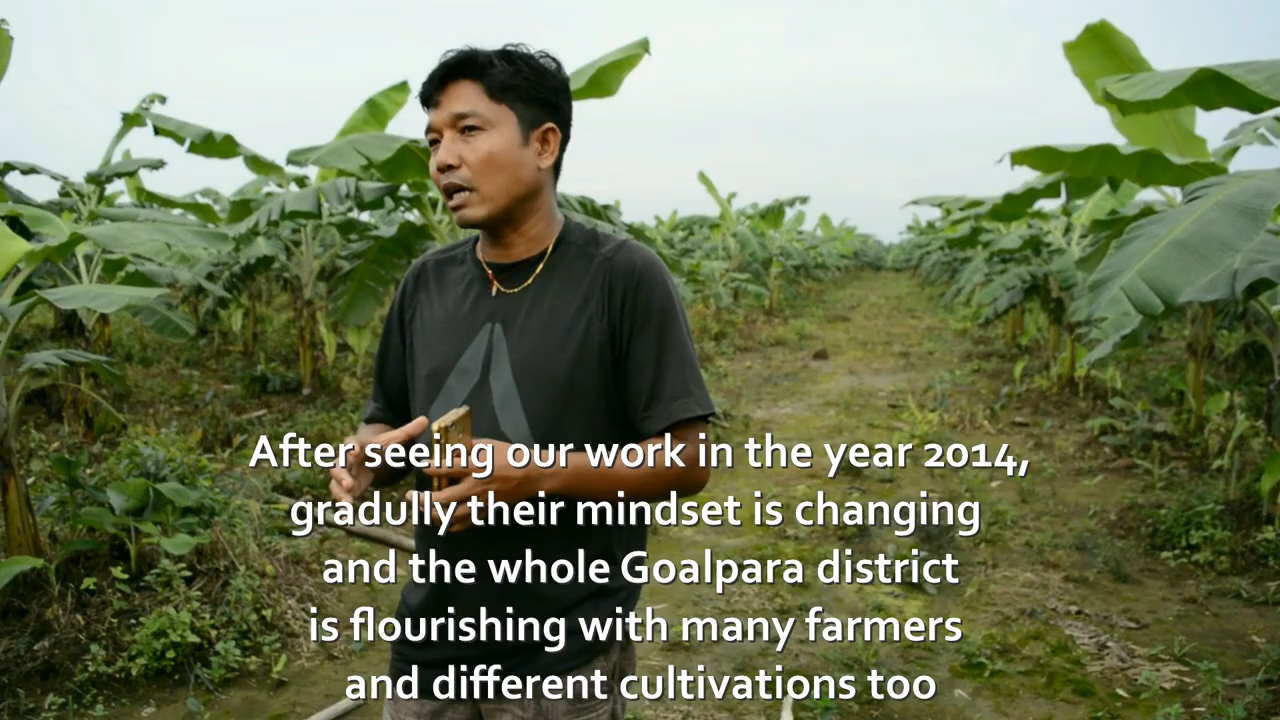 After seeing our work in the year 2014,
gradully their mindset is changing
and the whole Goalpara district
is flourishing with many farmers
and different cultivations too